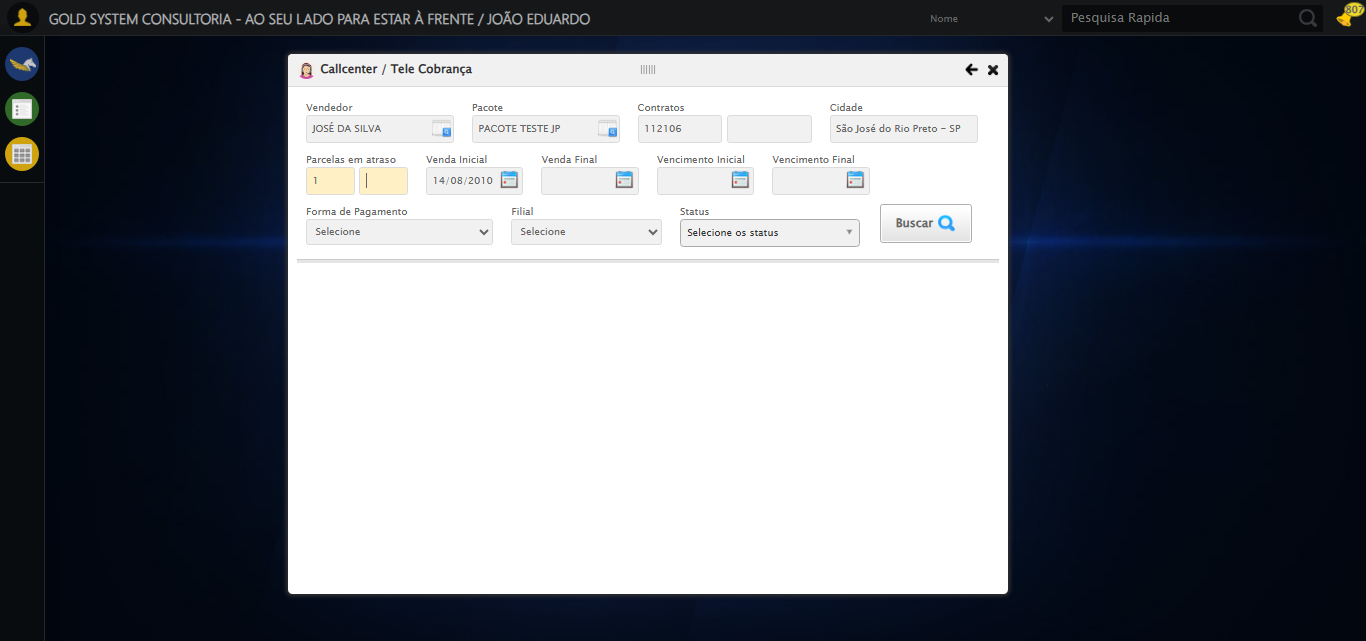 GOLD SYSTEM CONSULTORIA - AO SEU LADO PARA ESTAR À FRENTE / JOÃO EDUARDO
Nome
Pesquisa Rapida
807
Callcenter / Tele Cobrança
Vendedor
Pacote
Contratos
Cidade
JOSÉ DA SILVA
PACOTE TESTE JP
112106
São José do Rio Preto - SP
Parcelas em atraso
Venda Inicial
Venda Final
Vencimento Inicial
Vencimento Final
1
14/08/2010
Forma de Pagamento
Filial
Status
Selecione
Selecione
Selecione os status
Buscar